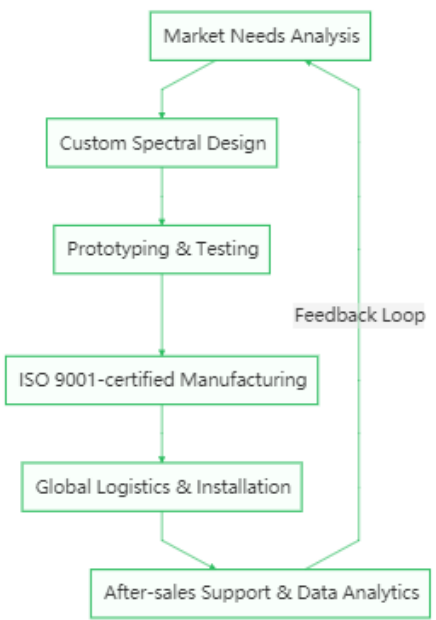 Market Needs Analysis
Custom Spectral Design
Prototyping & Testing
Feedback Loop
ISO 9001-certified Manufacturing
Global Logistics & Installation
After-sales Support & Data Analytics